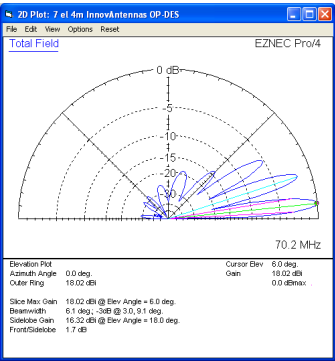 2D Plot: 7 el 4m InnovAntennas OP-DES
File Edit View Options Reset
Total Field
EZNEC Pro/4
0 dB
-5
-10
-15
-20
-30
70.2 MHz
Elevation Plot
Cursor Elev 6.0 deg.
Azimuth Angle 0.0 deg.
Gain 18.02 dBi
Outer Ring 18.02 dBi
0.0 dBmax
Slice Max Gain 18.02 dBi @ Elev Angle = 6.0 deg.
Beamwidth 6.1 deg.; -3dB @ 3.0, 9.1 deg.
Sidelobe Gain 16.32 dBi @ Elev Angle = 18.0 deg.
Front/Sidelobe 1.7 dB